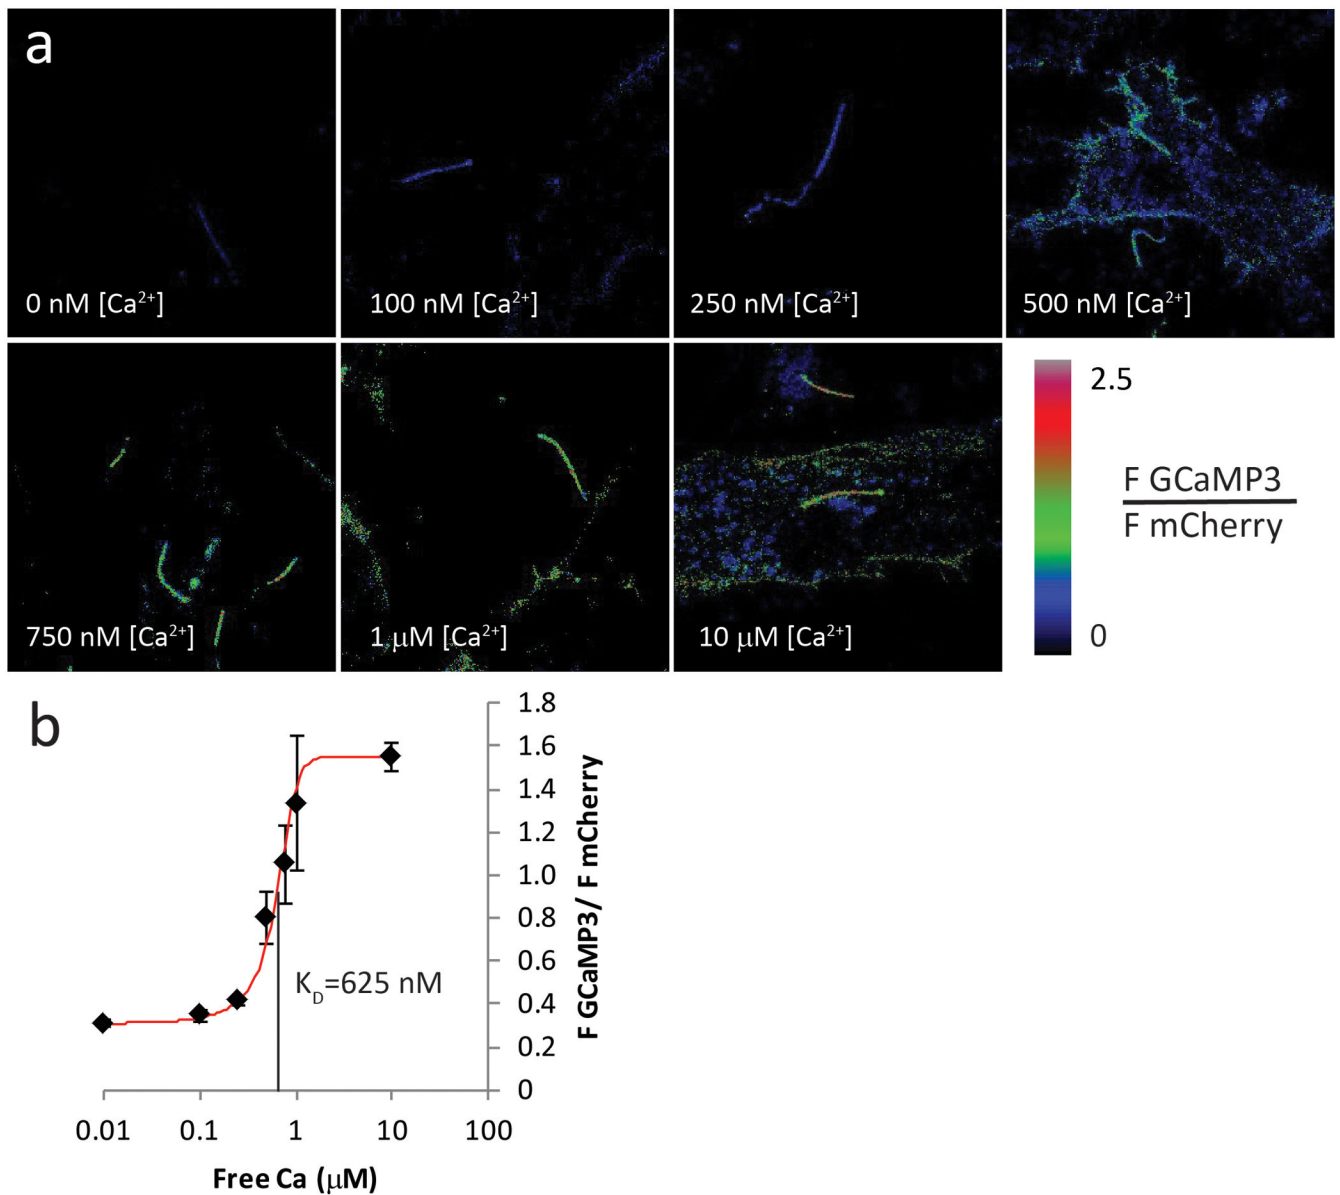 a
0 nM [Ca²⁺]
100 nM [Ca²⁺]
250 nM [Ca²⁺]
500 nM [Ca²⁺]
750 nM [Ca²⁺]
1 μM [Ca²⁺]
10 μM [Ca²⁺]
2.5
0
F GCaMP3
F mCherry
b
1.8
1.6
1.4
1.2
1.0
0.8
0.6
0.4
0.2
0
F GCaMP3/ F mCherry
K_D=625 nM
0.01 0.1 1 10 100
Free Ca (μM)